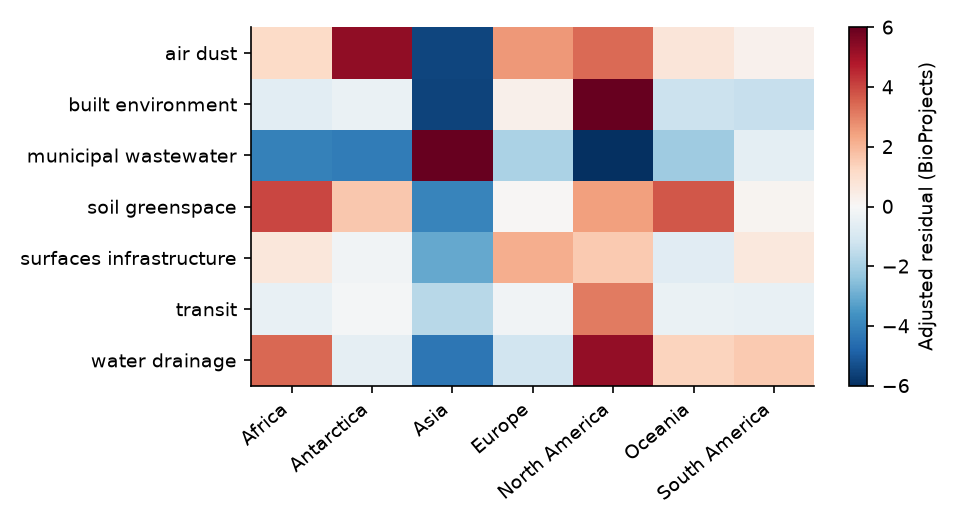 air dust
built environment
municipal wastewater
soil greenspace
surfaces infrastructure
transit
water drainage
Africa
Antarctica
Asia
Europe
North America
Oceania
South America
6
4
2
0
−2
−4
−6
Adjusted residual (BioProjects)